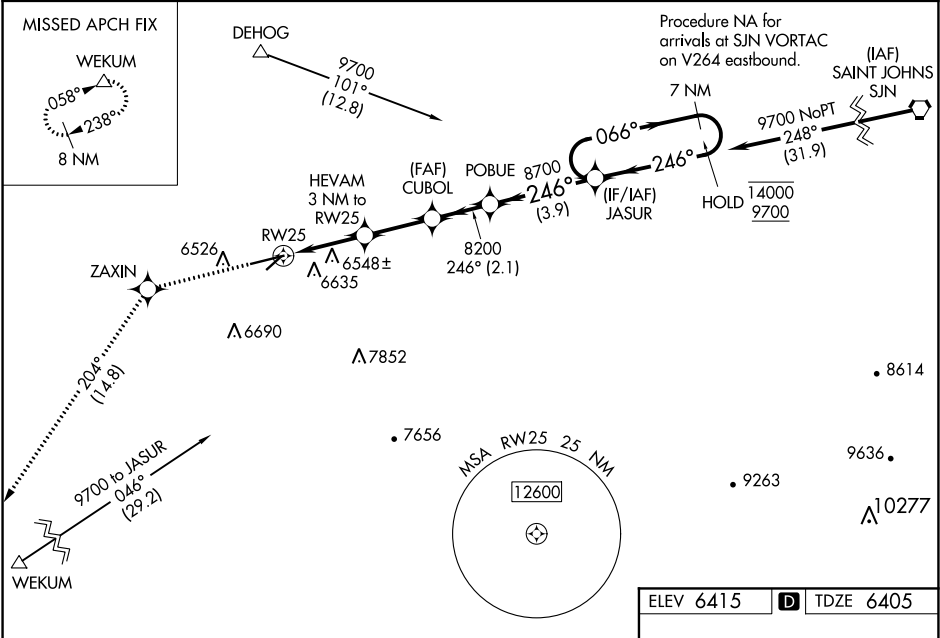 MISSED APCH FIX
WEKUM
058°
238°
8 NM
DEHOG
9700
101°
(12.8)
Procedure NA for
arrivals at SJN VORTAC
on V264 eastbound.
(IAF)
SAINT JOHNS
SJN
7 NM
9700 NoPT
248°
(31.9)
066°
246°
HOLD
14000
9700
(IF/IAF)
JASUR
8700
246°
(3.9)
POBUE
(FAF)
CUBOL
8200
246° (2.1)
HEVAM
3 NM to
RW25
RW25
6526
6548±
6635
ZAXIN
6690
7852
204°
(14.8)
8614
7656
9636
9263
10277
9700 to JASUR
046°
(29.2)
WEKUM
MSA RW25 25 NM
12600
ELEV 6415 D TDZE 6405